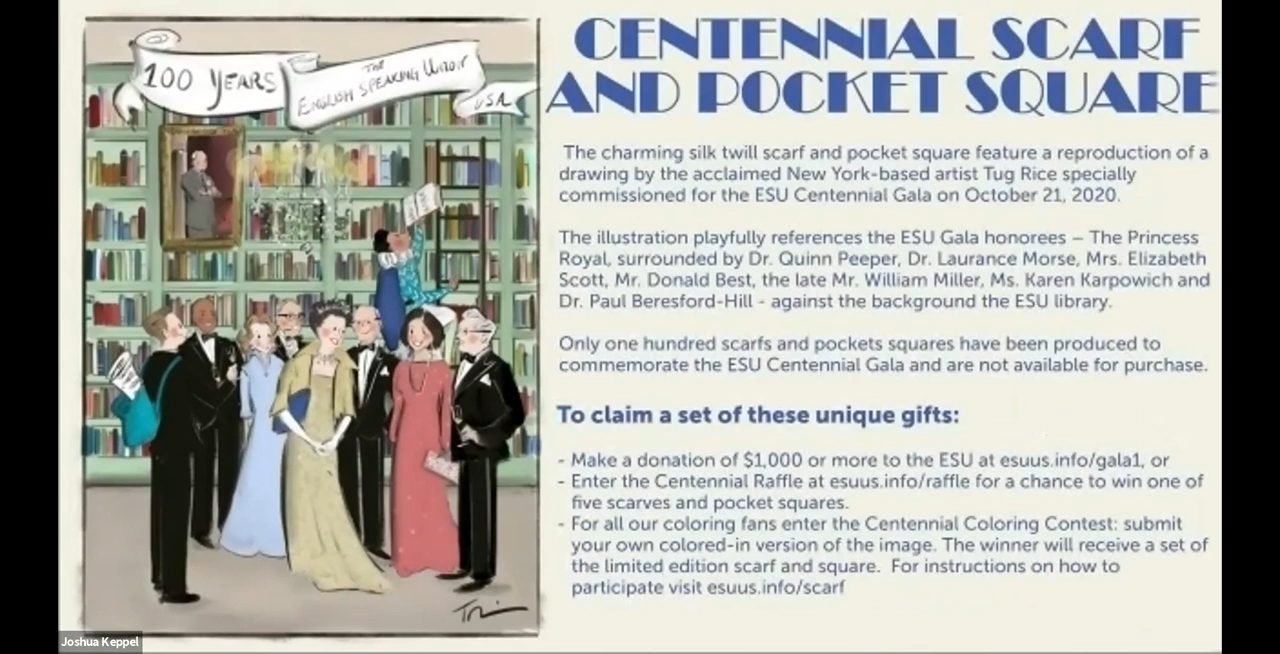 100 YEARS
THE
ENGLISH SPEAKING UNION
USA
CENTENNIAL SCARF
AND POCKET SQUARE
The charming silk twill scarf and pocket square feature a reproduction of a
drawing by the acclaimed New York-based artist Tug Rice specially
commissioned for the ESU Centennial Gala on October 21, 2020.
The illustration playfully references the ESU Gala honorees – The Princess
Royal, surrounded by Dr. Quinn Peeper, Dr. Laurance Morse, Mrs. Elizabeth
Scott, Mr. Donald Best, the late Mr. William Miller, Ms. Karen Karpowich and
Dr. Paul Beresford-Hill - against the background the ESU library.
Only one hundred scarfs and pockets squares have been produced to
commemorate the ESU Centennial Gala and are not available for purchase.
To claim a set of these unique gifts:
- Make a donation of $1,000 or more to the ESU at esuus.info/gala1, or
- Enter the Centennial Raffle at esuus.info/raffle for a chance to win one of
five scarves and pocket squares.
- For all our coloring fans enter the Centennial Coloring Contest: submit
your own colored-in version of the image. The winner will receive a set of
the limited edition scarf and square. For instructions on how to
participate visit esuus.info/scarf
Joshua Keppel